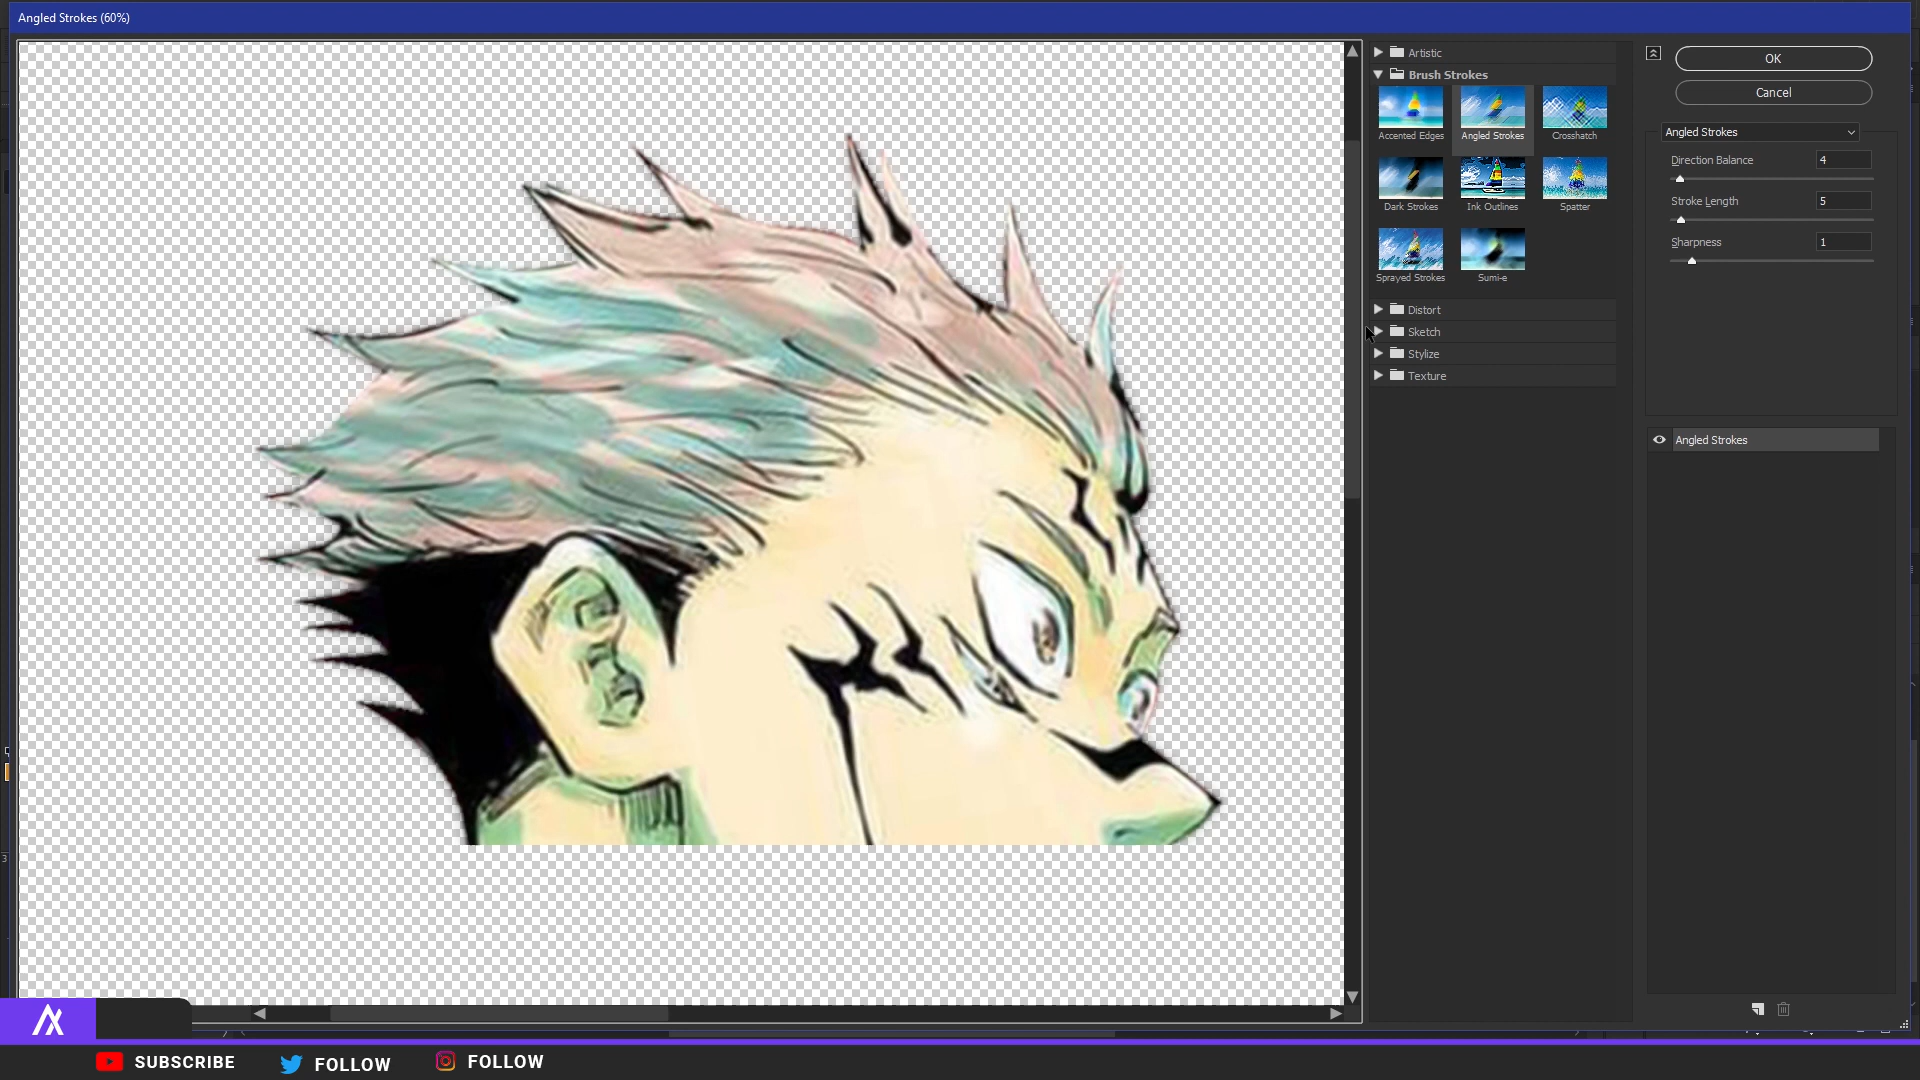 Angled Strokes (60%)
Artistic
Brush Strokes
Accented Edges
Angled Strokes
Crosshatch
Dark Strokes
Ink Outlines
Spatter
Sprayed Strokes
Sumi-e
Distort
Sketch
Stylize
Texture
OK
Cancel
Angled Strokes
Direction Balance 4
Stroke Length 5
Sharpness 1
Angled Strokes
3
SUBSCRIBE
FOLLOW
FOLLOW